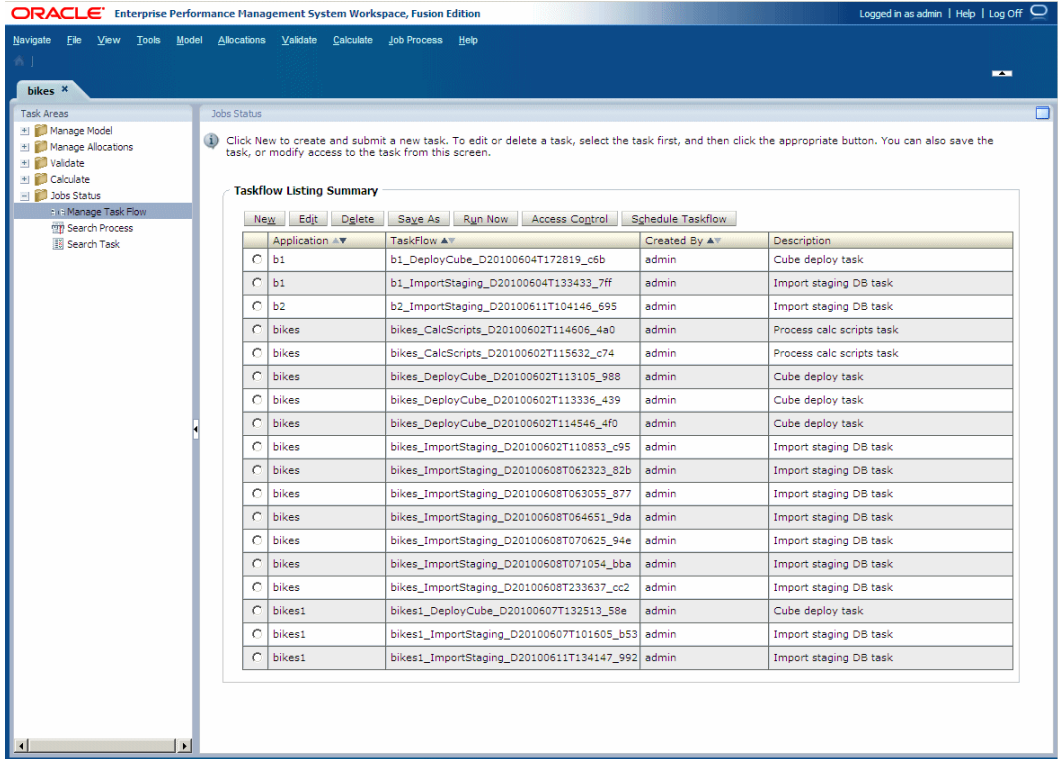 ORACLE Enterprise Performance Management System Workspace, Fusion Edition
Logged in as admin | Help | Log Off
Navigate File View Tools Model Allocations Validate Calculate Job Process Help
bikes ×
Task Areas
Manage Model
Manage Allocations
Validate
Calculate
Jobs Status
Manage Task Flow
Search Process
Search Task
Jobs Status
Click New to create and submit a new task. To edit or delete a task, select the task first, and then click the appropriate button. You can also save the
task, or modify access to the task from this screen.
Taskflow Listing Summary
New Edit Delete Save As Run Now Access Control Schedule Taskflow
Application TaskFlow Created By Description
b1 b1_DeployCube_D20100604T172819_c6b admin Cube deploy task
b1 b1_ImportStaging_D20100604T133433_7ff admin Import staging DB task
b2 b2_ImportStaging_D20100611T104146_695 admin Import staging DB task
bikes bikes_CalcScripts_D20100602T114606_4a0 admin Process calc scripts task
bikes bikes_CalcScripts_D20100602T115632_c74 admin Process calc scripts task
bikes bikes_DeployCube_D20100602T113105_988 admin Cube deploy task
bikes bikes_DeployCube_D20100602T113336_439 admin Cube deploy task
bikes bikes_DeployCube_D20100602T114546_4f0 admin Cube deploy task
bikes bikes_ImportStaging_D20100602T110853_c95 admin Import staging DB task
bikes bikes_ImportStaging_D20100608T062323_82b admin Import staging DB task
bikes bikes_ImportStaging_D20100608T063055_877 admin Import staging DB task
bikes bikes_ImportStaging_D20100608T064651_9da admin Import staging DB task
bikes bikes_ImportStaging_D20100608T070625_94e admin Import staging DB task
bikes bikes_ImportStaging_D20100608T071054_bba admin Import staging DB task
bikes bikes_ImportStaging_D20100608T233637_cc2 admin Import staging DB task
bikes1 bikes1_DeployCube_D20100607T132513_58e admin Cube deploy task
bikes1 bikes1_ImportStaging_D20100607T101605_b53 admin Import staging DB task
bikes1 bikes1_ImportStaging_D20100611T134147_992 admin Import staging DB task